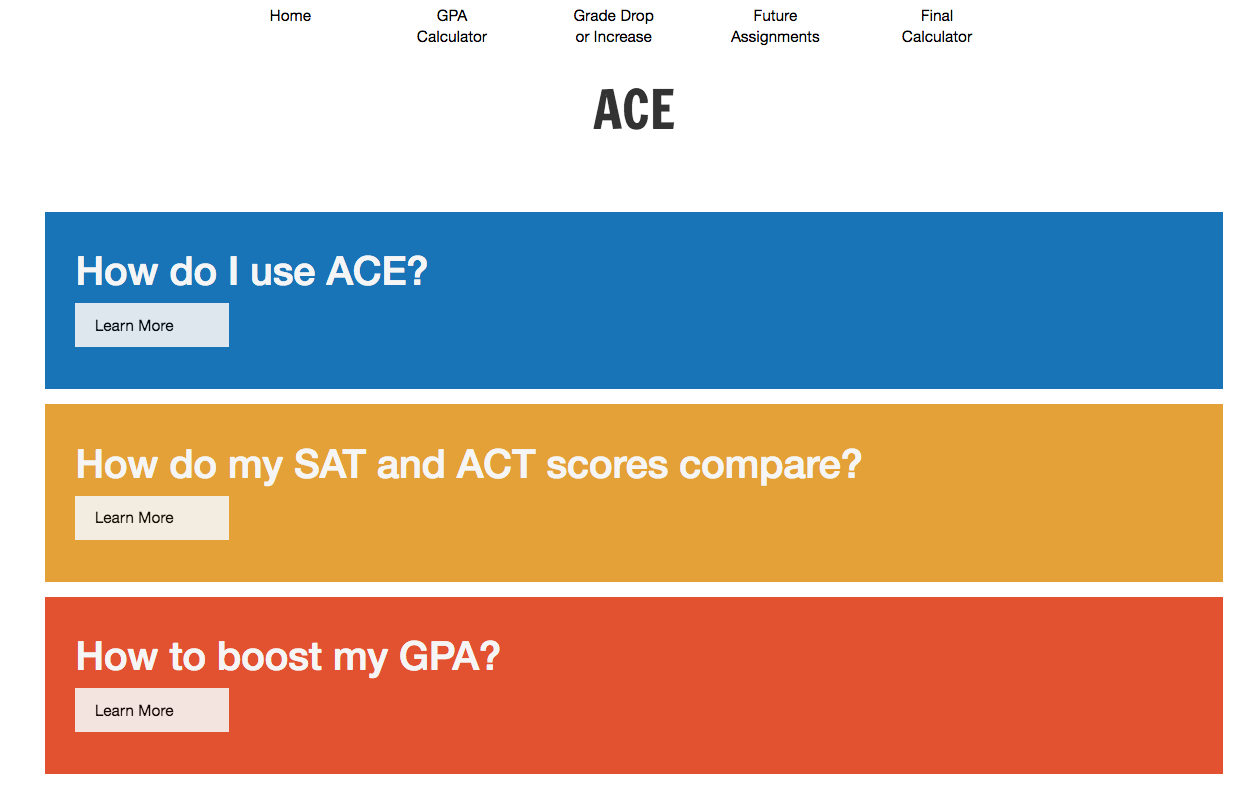 Home
GPA
Calculator
Grade Drop
or Increase
Future
Assignments
Final
Calculator
ACE
How do I use ACE?
Learn More
How do my SAT and ACT scores compare?
Learn More
How to boost my GPA?
Learn More